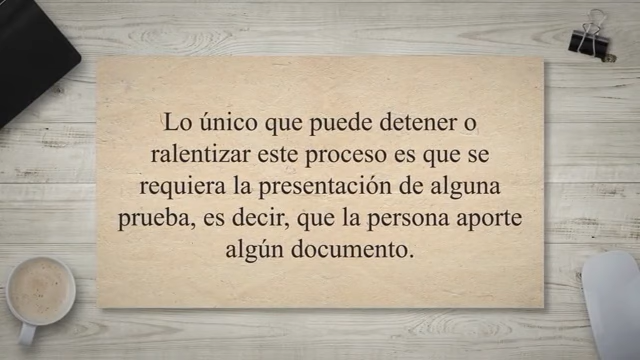 Lo único que puede detener o
ralentizar este proceso es que se
requiera la presentación de alguna
prueba, es decir, que la persona aporte
algún documento.